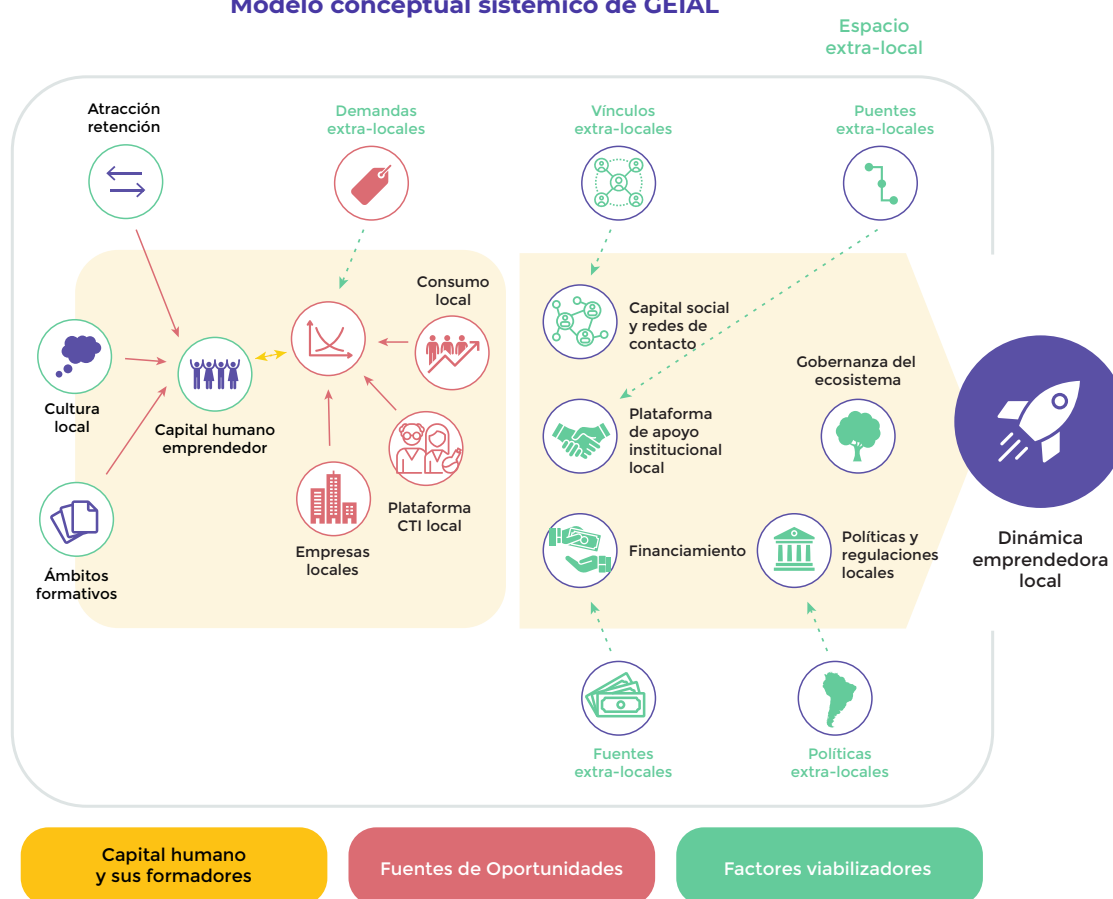 Modelo conceptual sistémico de GEIAL
Espacio
extra-local
Atracción
retención
Demandas
extra-locales
Vínculos
extra-locales
Puentes
extra-locales
Consumo
local
Capital social
y redes de
contacto
Gobernanza del
ecosistema
Cultura
local
Capital humano
emprendedor
Plataforma
de apoyo
institucional
local
Plataforma
CTI local
Empresas
locales
Ámbitos
formativos
Financiamiento
Políticas y
regulaciones
locales
Dinámica
emprendedora
local
Fuentes
extra-locales
Políticas
extra-locales
Capital humano
y sus formadores
Fuentes de Oportunidades
Factores viabilizadores